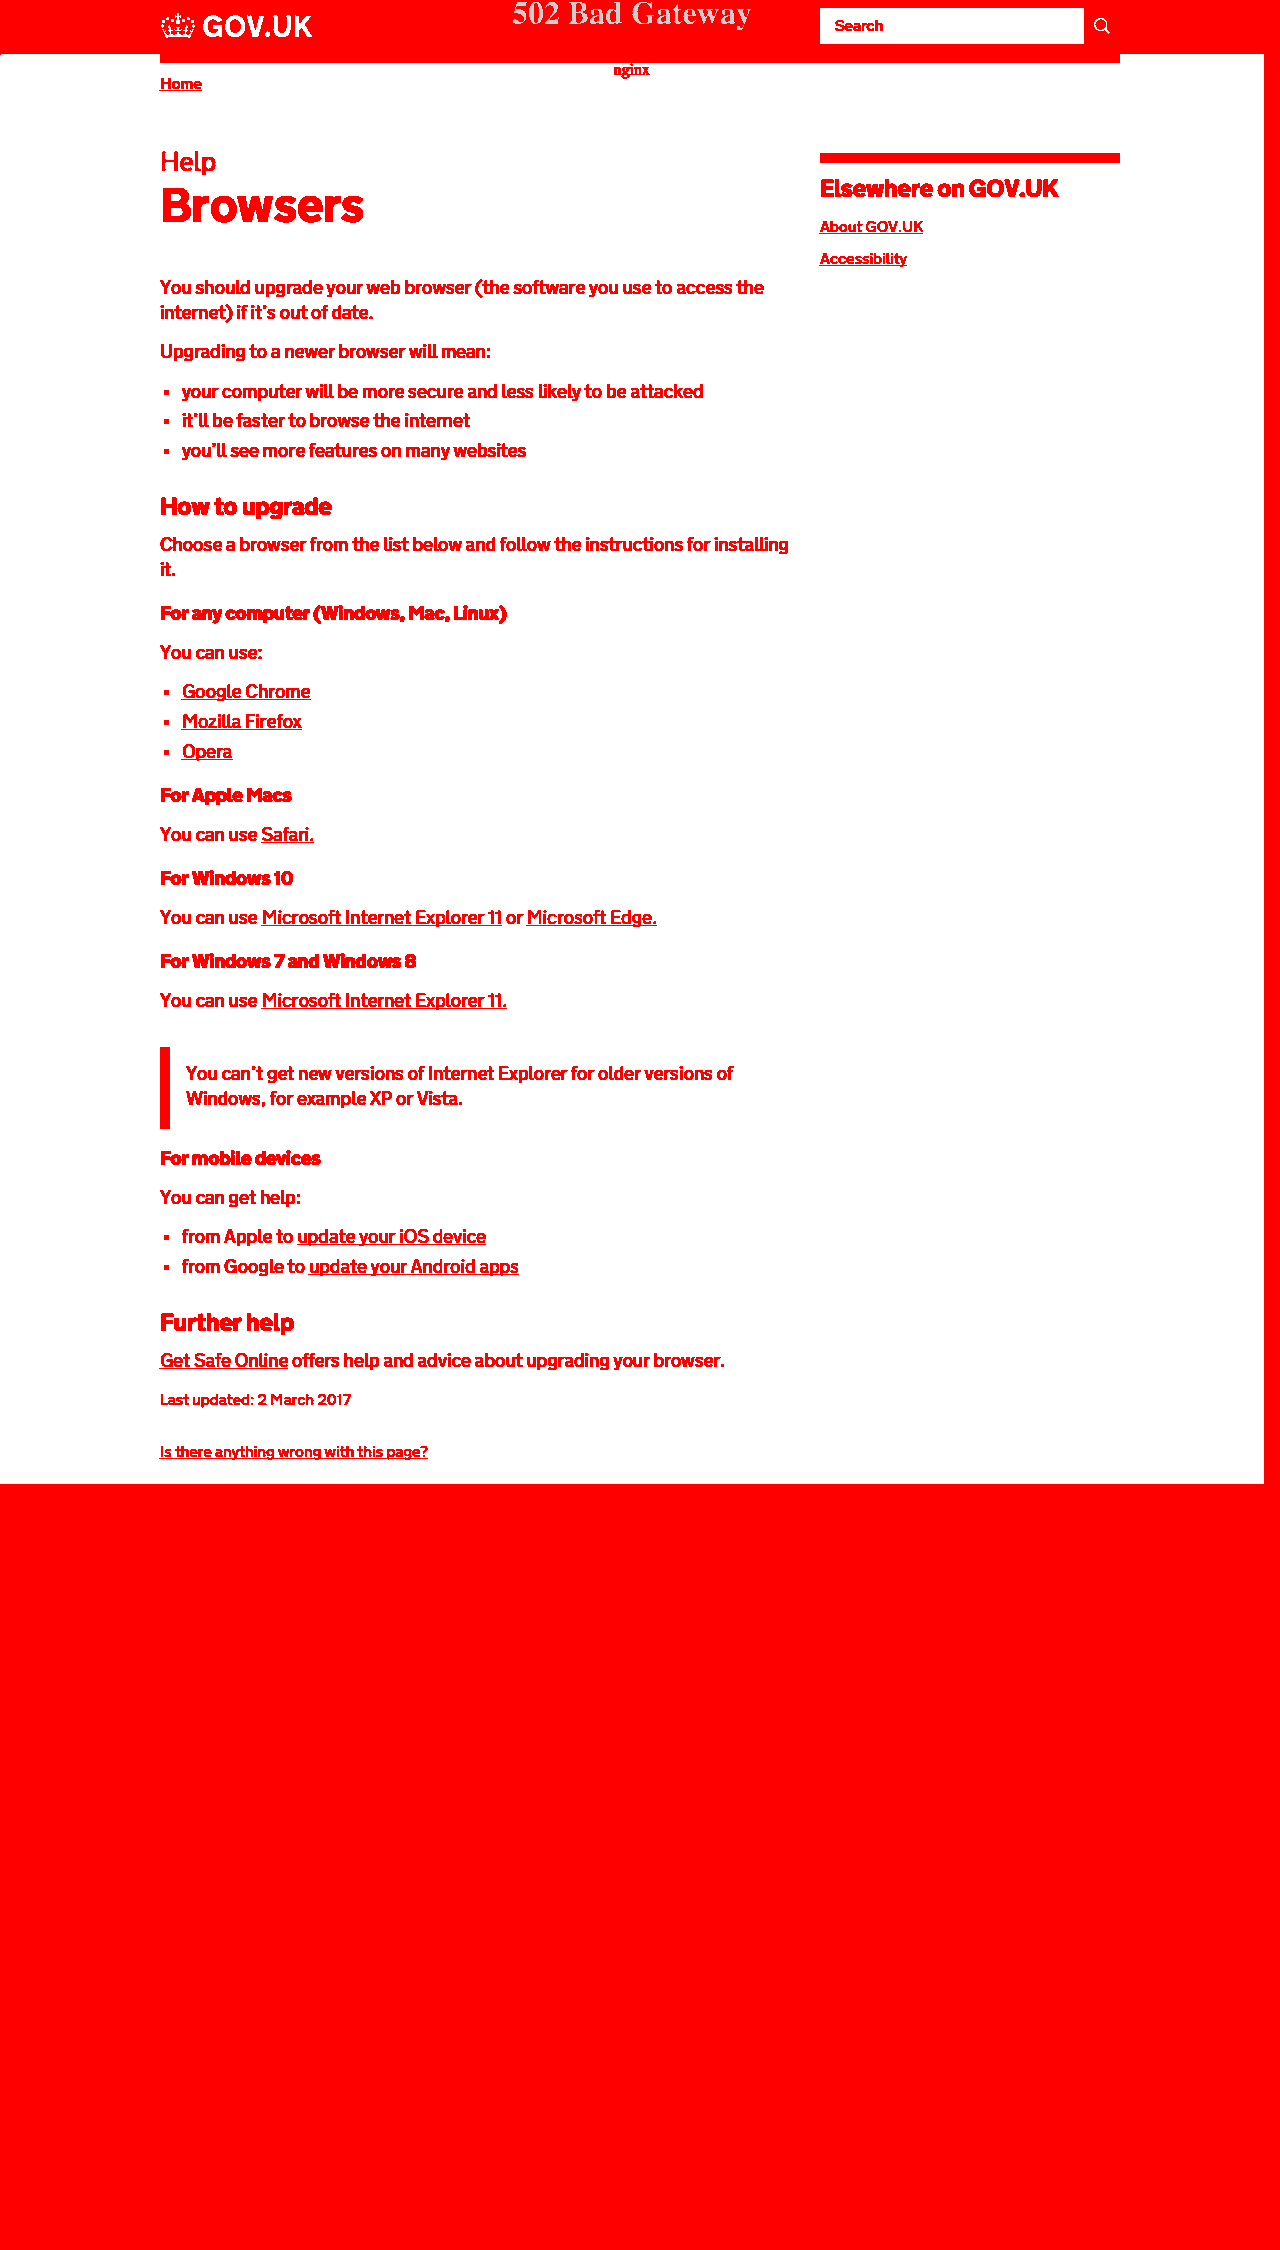 GOV.UK
502 Bad Gateway
Search
nginx
Home
Help
Browsers
Elsewhere on GOV.UK
About GOV.UK
Accessibility
You should upgrade your web browser (the software you use to access the
internet) if it's out of date.
Upgrading to a newer browser will mean:
▪ your computer will be more secure and less likely to be attacked
▪ it'll be faster to browse the internet
▪ you'll see more features on many websites
How to upgrade
Choose a browser from the list below and follow the instructions for installing
it.
For any computer (Windows, Mac, Linux)
You can use:
▪ Google Chrome
▪ Mozilla Firefox
▪ Opera
For Apple Macs
You can use Safari.
For Windows 10
You can use Microsoft Internet Explorer 11 or Microsoft Edge.
For Windows 7 and Windows 8
You can use Microsoft Internet Explorer 11.
You can't get new versions of Internet Explorer for older versions of
Windows, for example XP or Vista.
For mobile devices
You can get help:
▪ from Apple to update your iOS device
▪ from Google to update your Android apps
Further help
Get Safe Online offers help and advice about upgrading your browser.
Last updated: 2 March 2017
Is there anything wrong with this page?